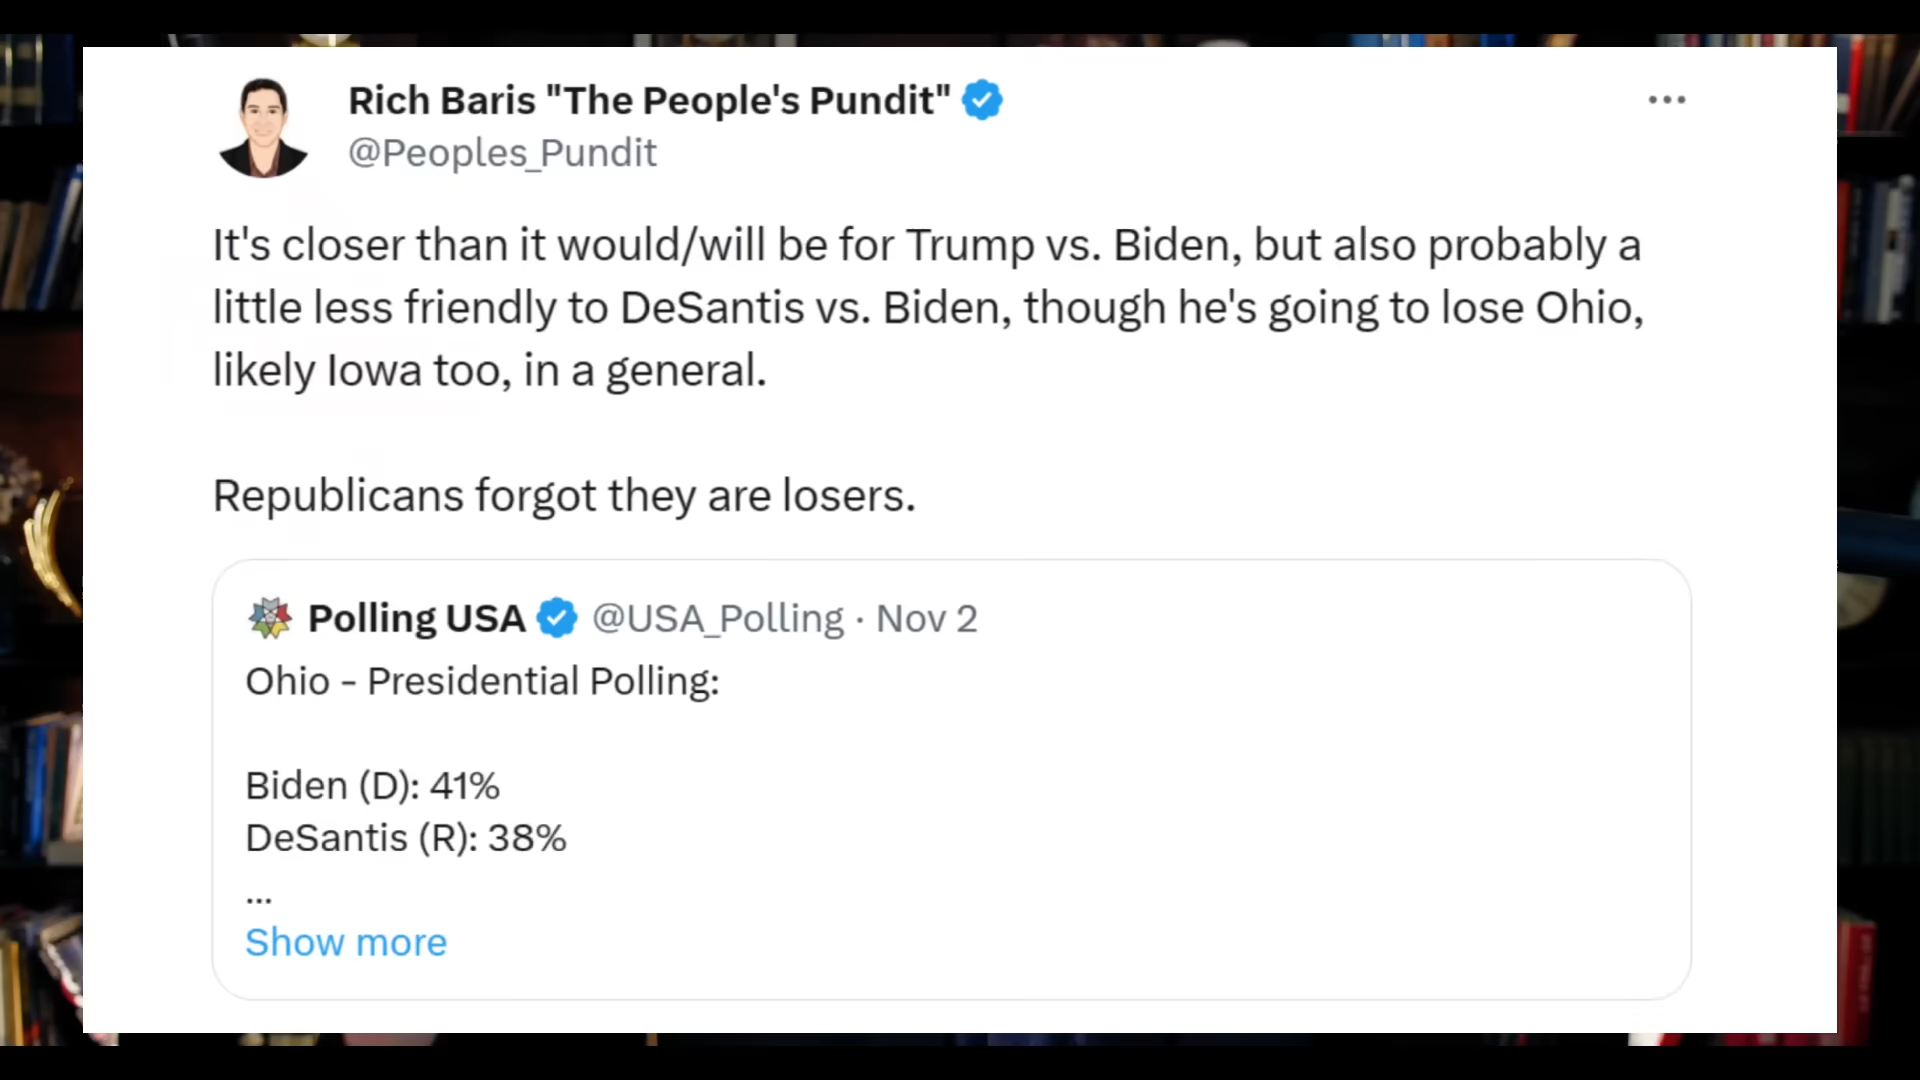 Rich Baris "The People's Pundit"
@Peoples_Pundit
It's closer than it would/will be for Trump vs. Biden, but also probably a
little less friendly to DeSantis vs. Biden, though he's going to lose Ohio,
likely Iowa too, in a general.
Republicans forgot they are losers.
Polling USA @USA_Polling · Nov 2
Ohio - Presidential Polling:
Biden (D): 41%
DeSantis (R): 38%
...
Show more